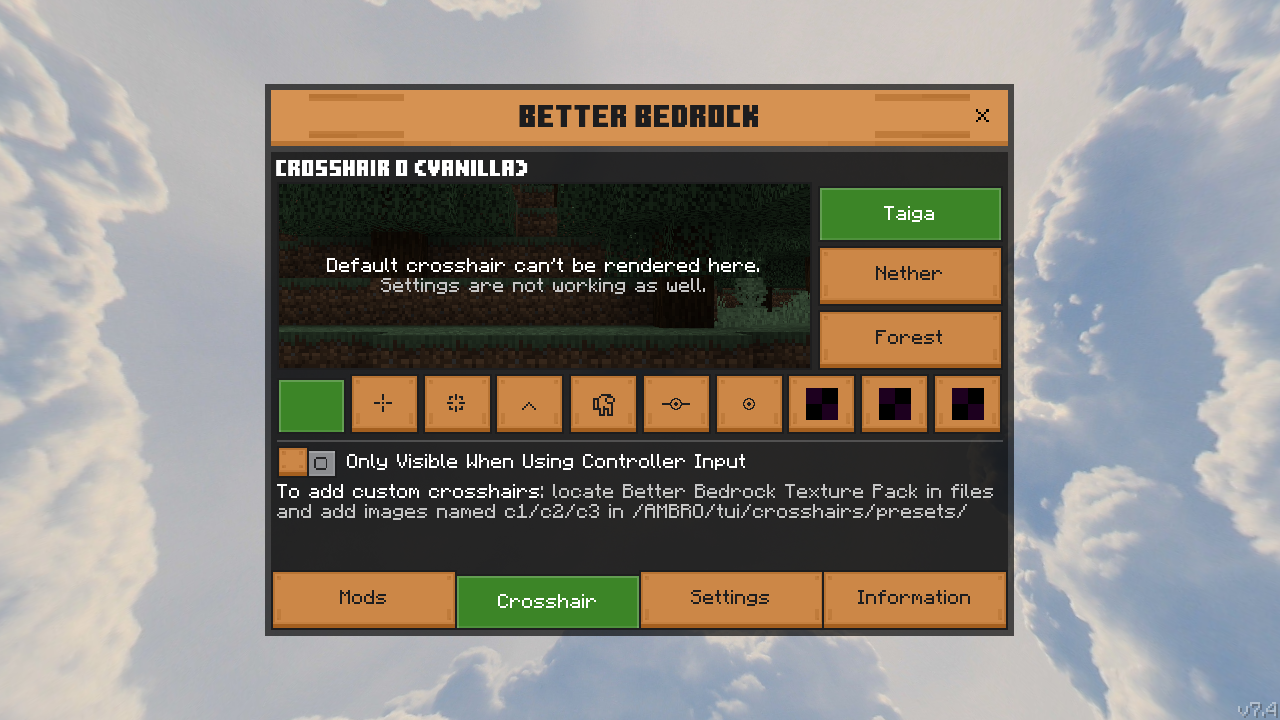 BETTER BEDROCK
CROSSHAIR 0 (VANILLA)
Default crosshair can't be rendered here.
Settings are not working as well.
Taiga
Nether
Forest
Only Visible When Using Controller Input
To add custom crosshairs: locate Better Bedrock Texture Pack in files
and add images named c1/c2/c3 in /AMBRO/tui/crosshairs/presets/
Mods
Crosshair
Settings
Information
v7.4